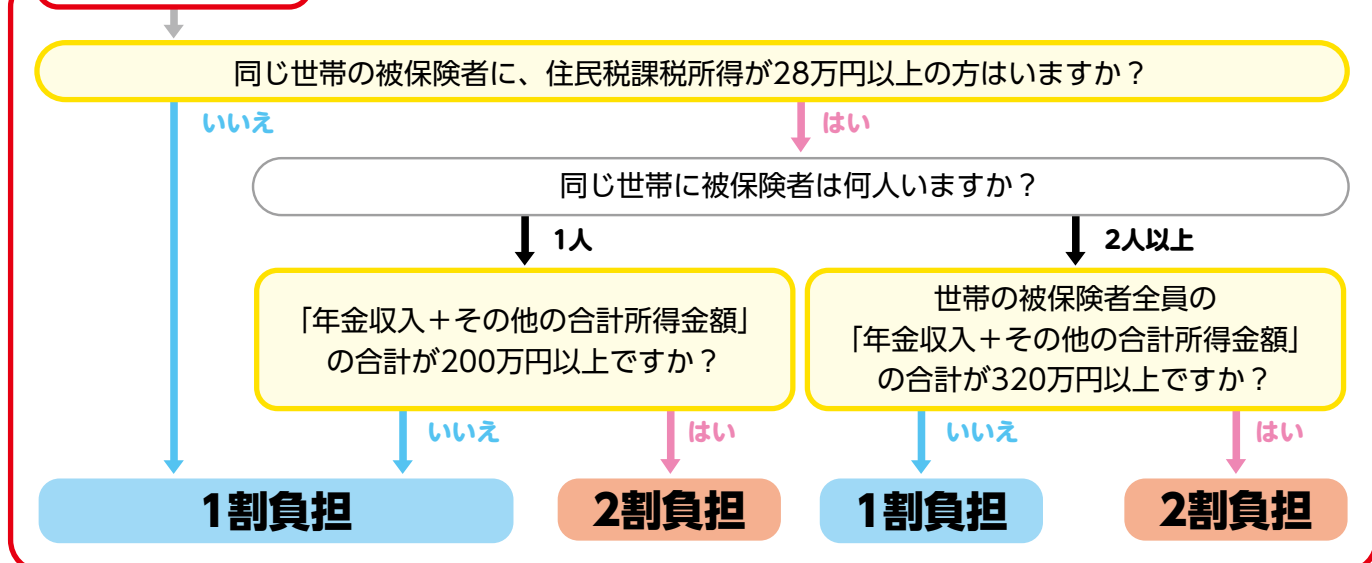 同じ世帯の被保険者に、住民税課税所得が28万円以上の方はいますか？
いいえ
はい
同じ世帯に被保険者は何人いますか？
1人
2人以上
「年金収入＋その他の合計所得金額」
の合計が200万円以上ですか？
世帯の被保険者全員の
「年金収入＋その他の合計所得金額」
の合計が320万円以上ですか？
いいえ
はい
いいえ
はい
1割負担
2割負担
1割負担
2割負担